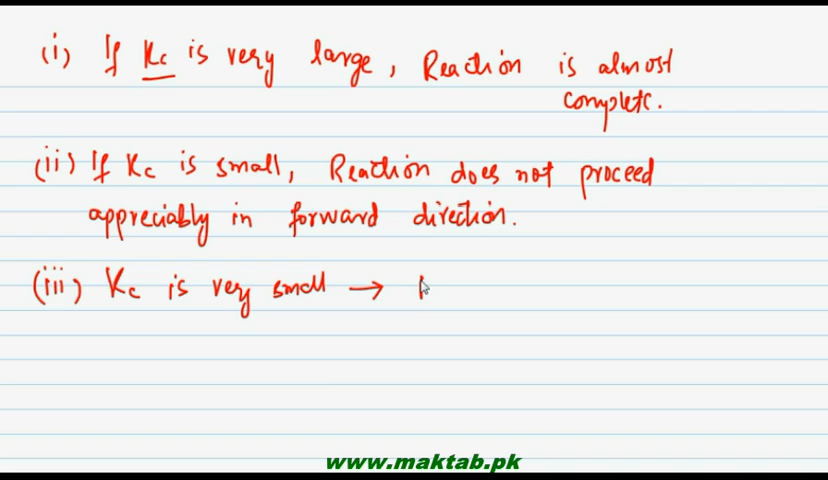 (i) If Kc is very large, Reaction is almost
complete.
(ii) If Kc is small, Reaction does not proceed
appreciably in forward direction.
(iii) Kc is very small →
www.maktab.pk